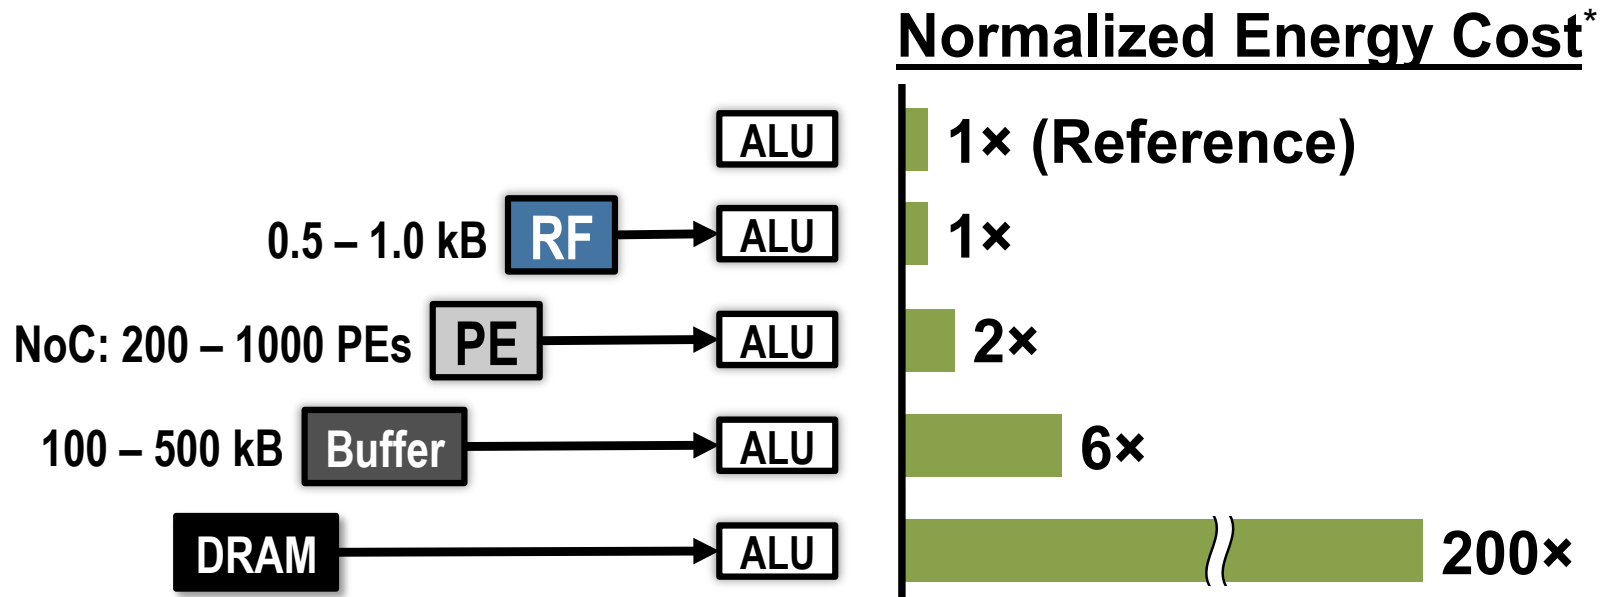 Normalized Energy Cost*
ALU 1× (Reference)
0.5 – 1.0 kB RF ALU 1×
NoC: 200 – 1000 PEs PE ALU 2×
100 – 500 kB Buffer ALU 6×
DRAM ALU 200×